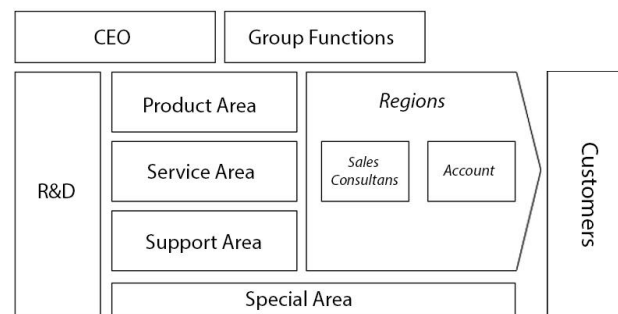 CEO
Group Functions
R&D
Product Area
Service Area
Support Area
Regions
Sales
Consultans
Account
Customers
Special Area